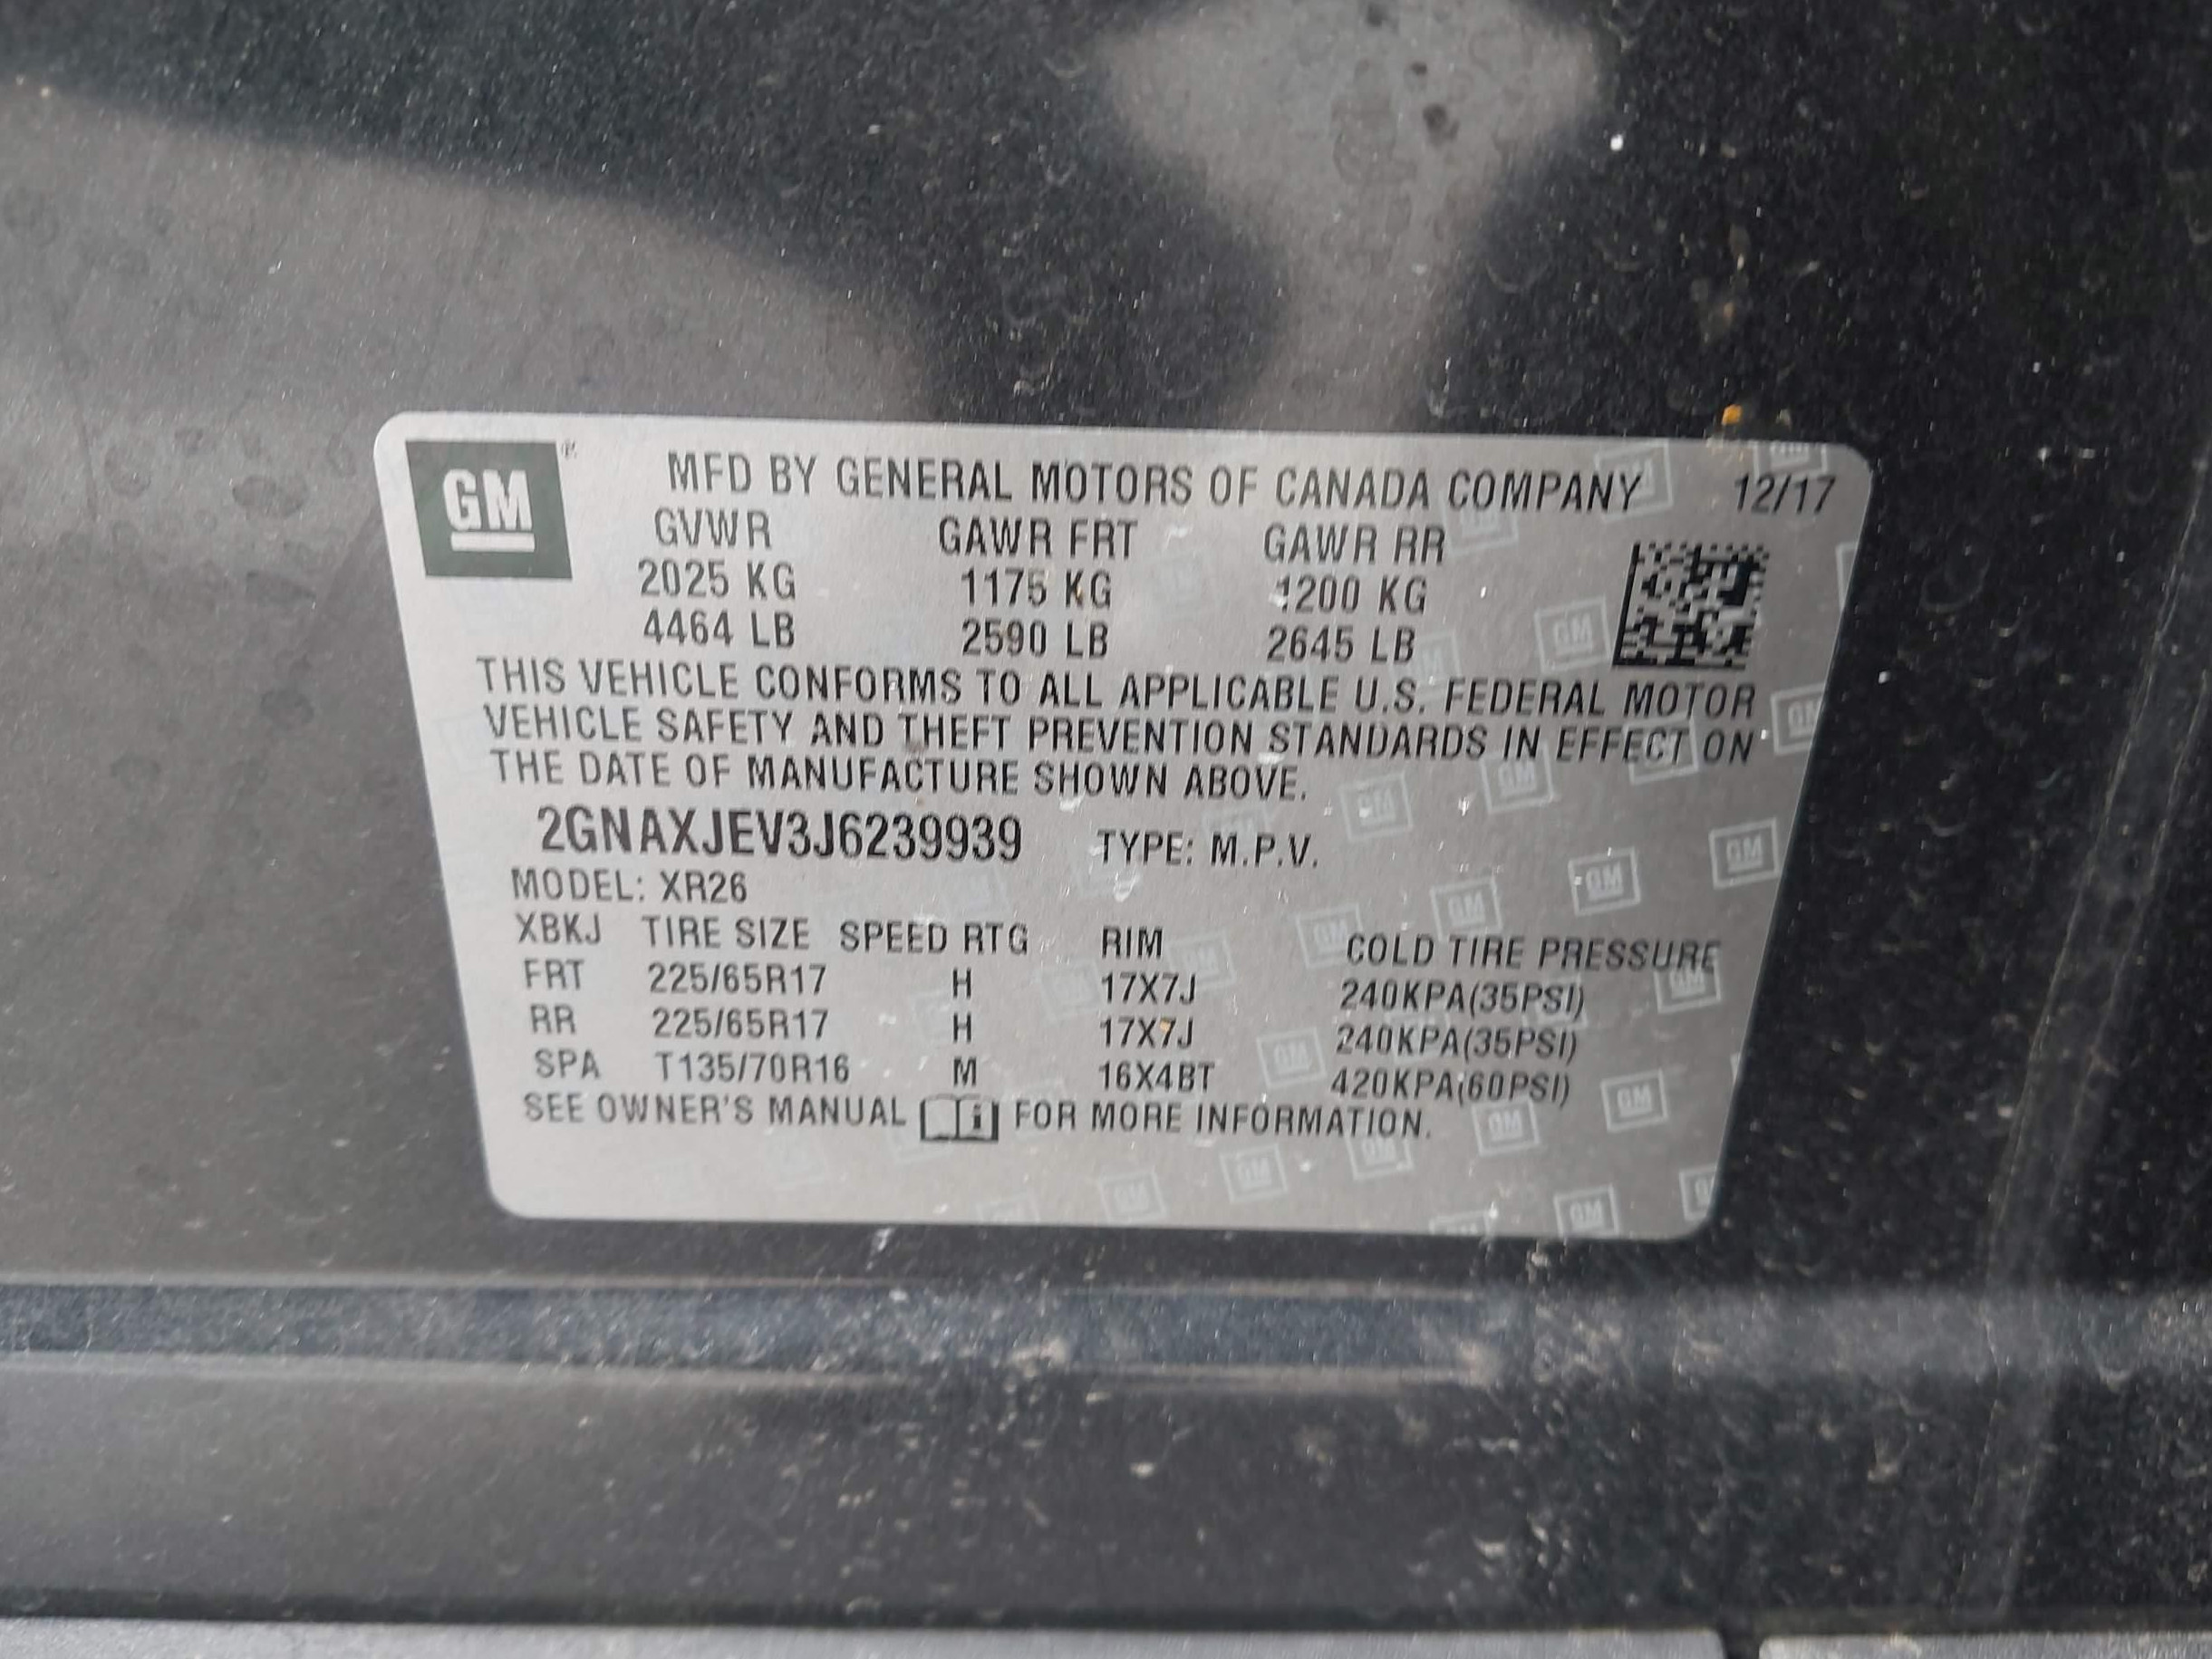 GM ® MFD BY GENERAL MOTORS OF CANADA COMPANY 12/17
GVWR GAWR FRT GAWR RR
2025 KG 1175 KG 1200 KG
4464 LB 2590 LB 2645 LB
THIS VEHICLE CONFORMS TO ALL APPLICABLE U.S. FEDERAL MOTOR
VEHICLE SAFETY AND THEFT PREVENTION STANDARDS IN EFFECT ON
THE DATE OF MANUFACTURE SHOWN ABOVE.
2GNAXJEV3J6239939 TYPE: M.P.V.
MODEL: XR26
XBKJ TIRE SIZE SPEED RTG RIM COLD TIRE PRESSURE
FRT 225/65R17 H 17X7J 240KPA(35PSI)
RR 225/65R17 H 17X7J 240KPA(35PSI)
SPA T135/70R16 M 16X4BT 420KPA(60PSI)
SEE OWNER'S MANUAL FOR MORE INFORMATION.